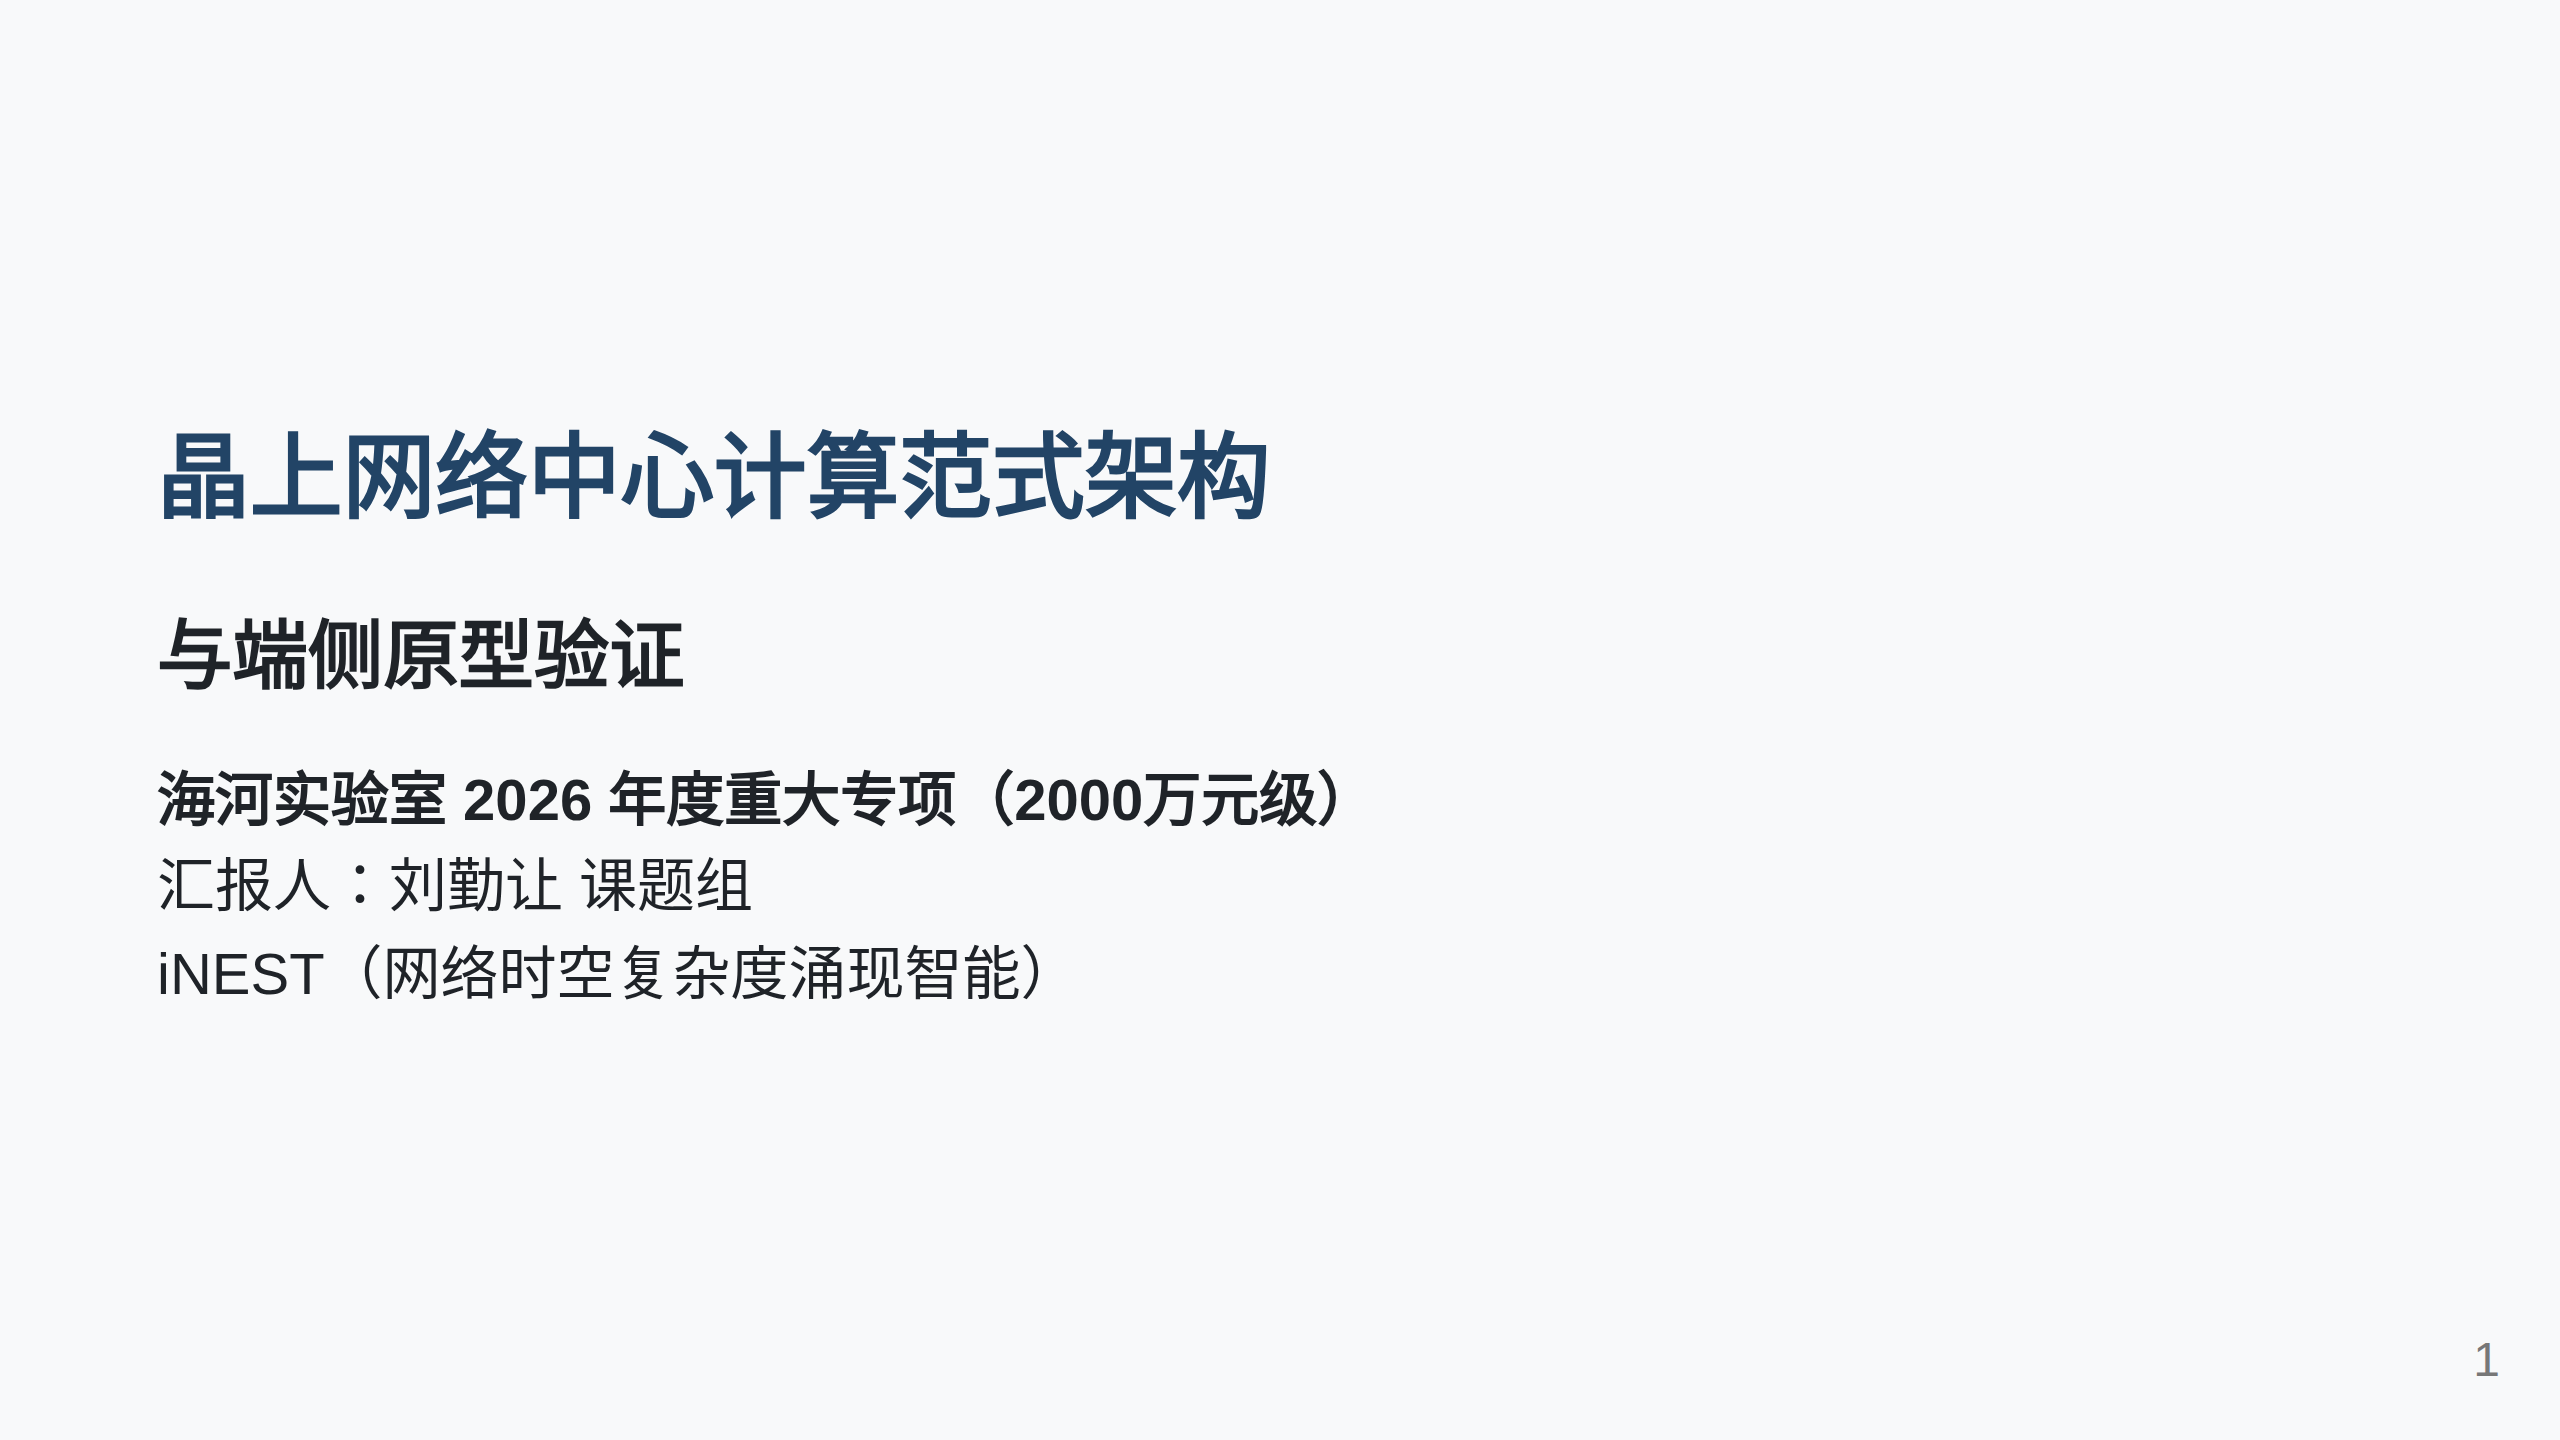 晶上网络中心计算范式架构
与端侧原型验证
海河实验室 2026 年度重大专项（2000万元级）
汇报人：刘勤让 课题组
iNEST（网络时空复杂度涌现智能）
1